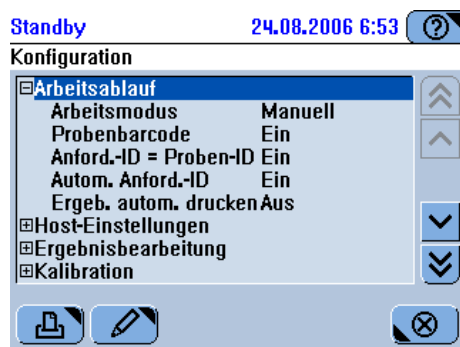 Standby 24.08.2006 6:53 ?
Konfiguration
Arbeitsablauf
Arbeitsmodus Manuell
Probenbarcode Ein
Anford.-ID = Proben-ID Ein
Autom. Anford.-ID Ein
Ergeb. autom. drucken Aus
Host-Einstellungen
Ergebnisbearbeitung
Kalibration